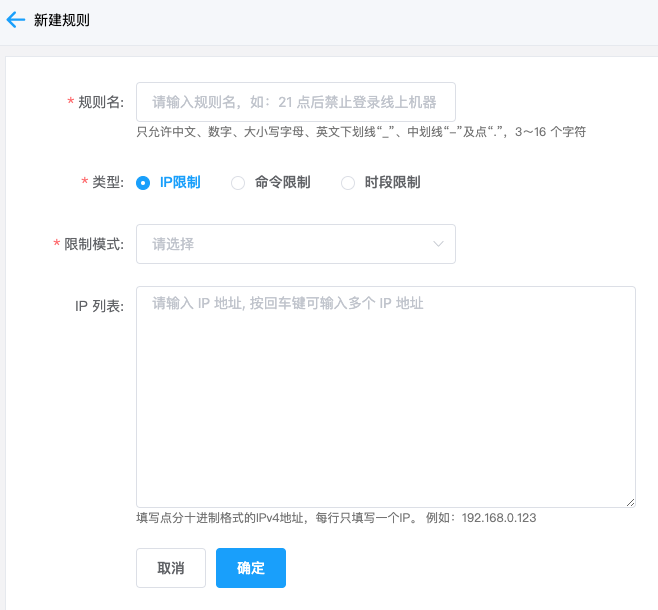 新建规则
* 规则名: 请输入规则名，如：21 点后禁止登录线上机器
只允许中文、数字、大小写字母、英文下划线“_”、中划线“-”及点“.”，3～16 个字符
* 类型: IP限制 命令限制 时段限制
* 限制模式: 请选择
IP 列表: 请输入 IP 地址, 按回车键可输入多个 IP 地址
填写点分十进制格式的IPv4地址，每行只填写一个IP。 例如：192.168.0.123
取消 确定